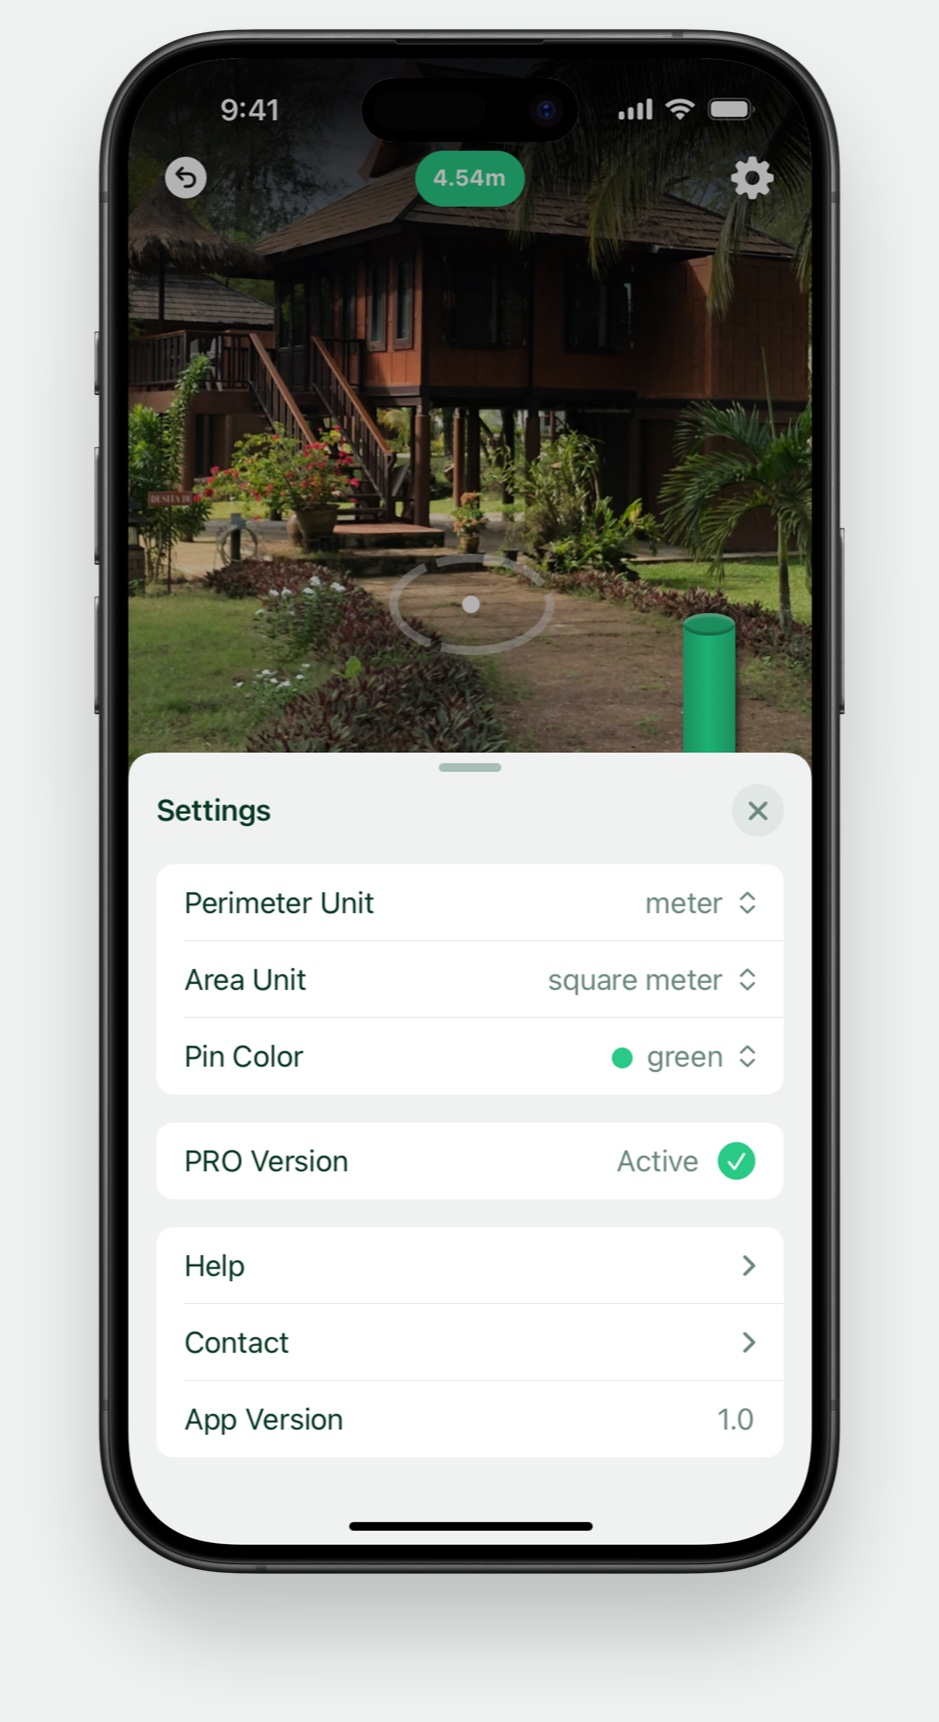 9:41
4.54m
Settings
Perimeter Unit meter
Area Unit square meter
Pin Color green
PRO Version Active
Help
Contact
App Version 1.0